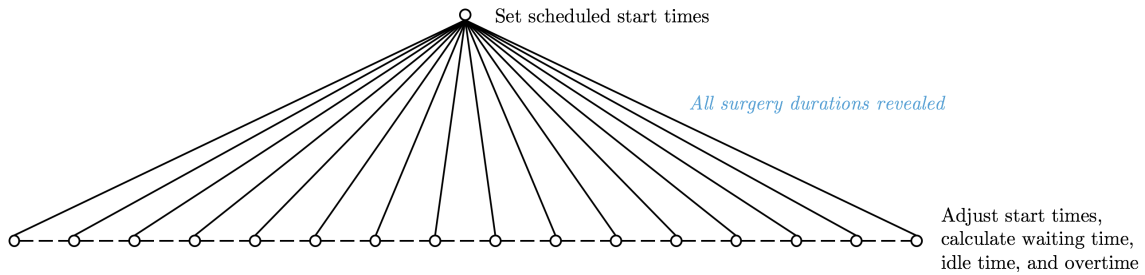 Set scheduled start times
All surgery durations revealed
Adjust start times,
calculate waiting time,
idle time, and overtime